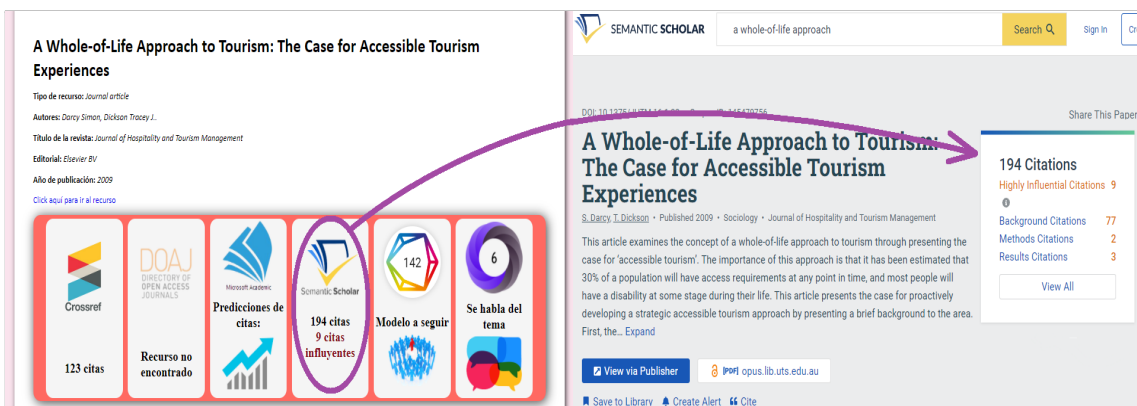 A Whole-of-Life Approach to Tourism: The Case for Accessible Tourism
Experiences
Tipo de recurso: Journal article
Autores: Darcy Simon, Dickson Tracey J..
Título de la revista: Journal of Hospitality and Tourism Management
Editorial: Elsevier BV
Año de publicación: 2009
Click aquí para ir al recurso
Crossref
123 citas
DOAJ
DIRECTORY OF
OPEN ACCESS
JOURNALS
Recurso no
encontrado
Microsoft Academic
Predicciones de
citas:
Semantic Scholar
194 citas
9 citas
influyentes
142
Modelo a seguir
6
Se habla del
tema
SEMANTIC SCHOLAR
a whole-of-life approach
Search
Sign In
Share This Paper
A Whole-of-Life Approach to Tourism:
The Case for Accessible Tourism
Experiences
S. Darcy, T. Dickson • Published 2009 • Sociology • Journal of Hospitality and Tourism Management
This article examines the concept of a whole-of-life approach to tourism through presenting the
case for 'accessible tourism'. The importance of this approach is that it has been estimated that
30% of a population will have access requirements at any point in time, and most people will
have a disability at some stage during their life. This article presents the case for proactively
developing a strategic accessible tourism approach by presenting a brief background to the area.
First, the... Expand
View via Publisher
[PDF] opus.lib.uts.edu.au
Save to Library
Create Alert
Cite
194 Citations
Highly Influential Citations 9
Background Citations 77
Methods Citations 2
Results Citations 3
View All